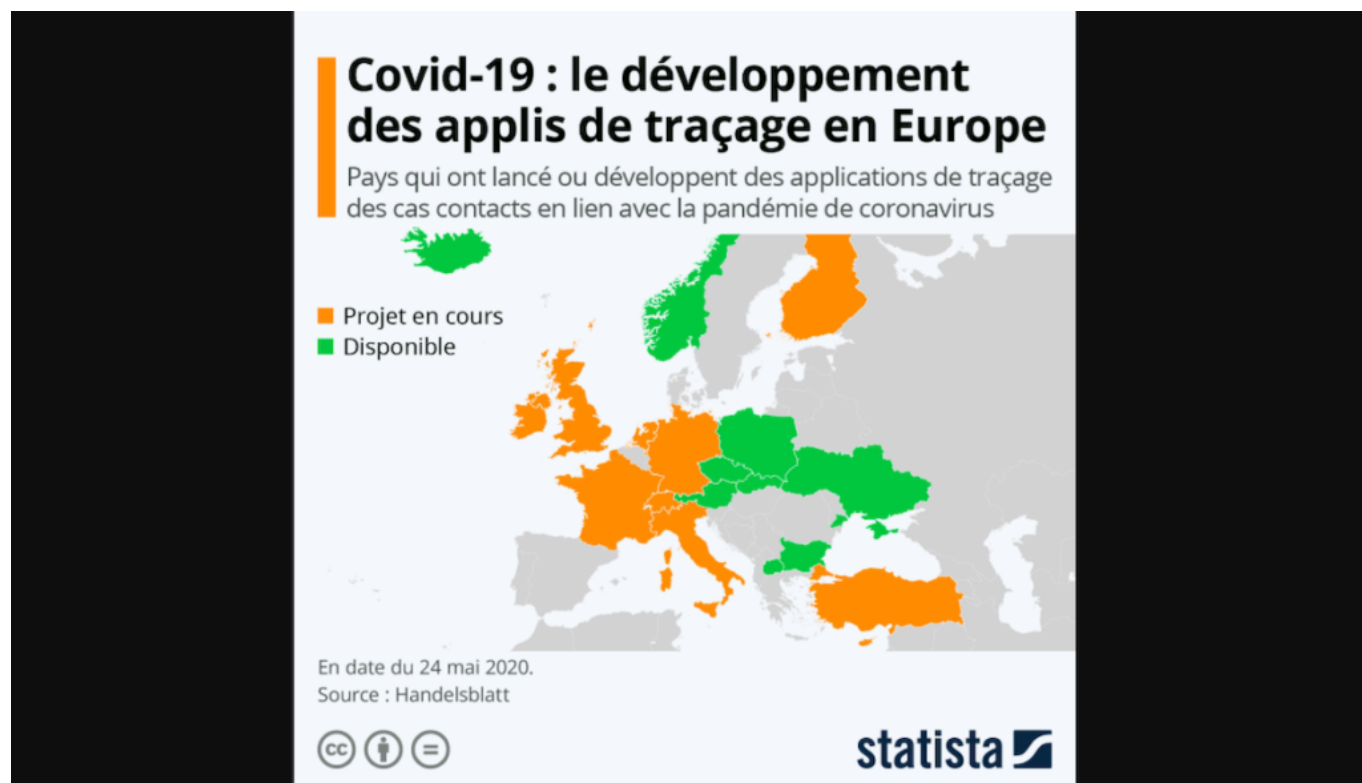 Covid-19 : le développement
des applis de traçage en Europe
Pays qui ont lancé ou développent des applications de traçage
des cas contacts en lien avec la pandémie de coronavirus
Projet en cours
Disponible
En date du 24 mai 2020.
Source : Handelsblatt
cc
statista